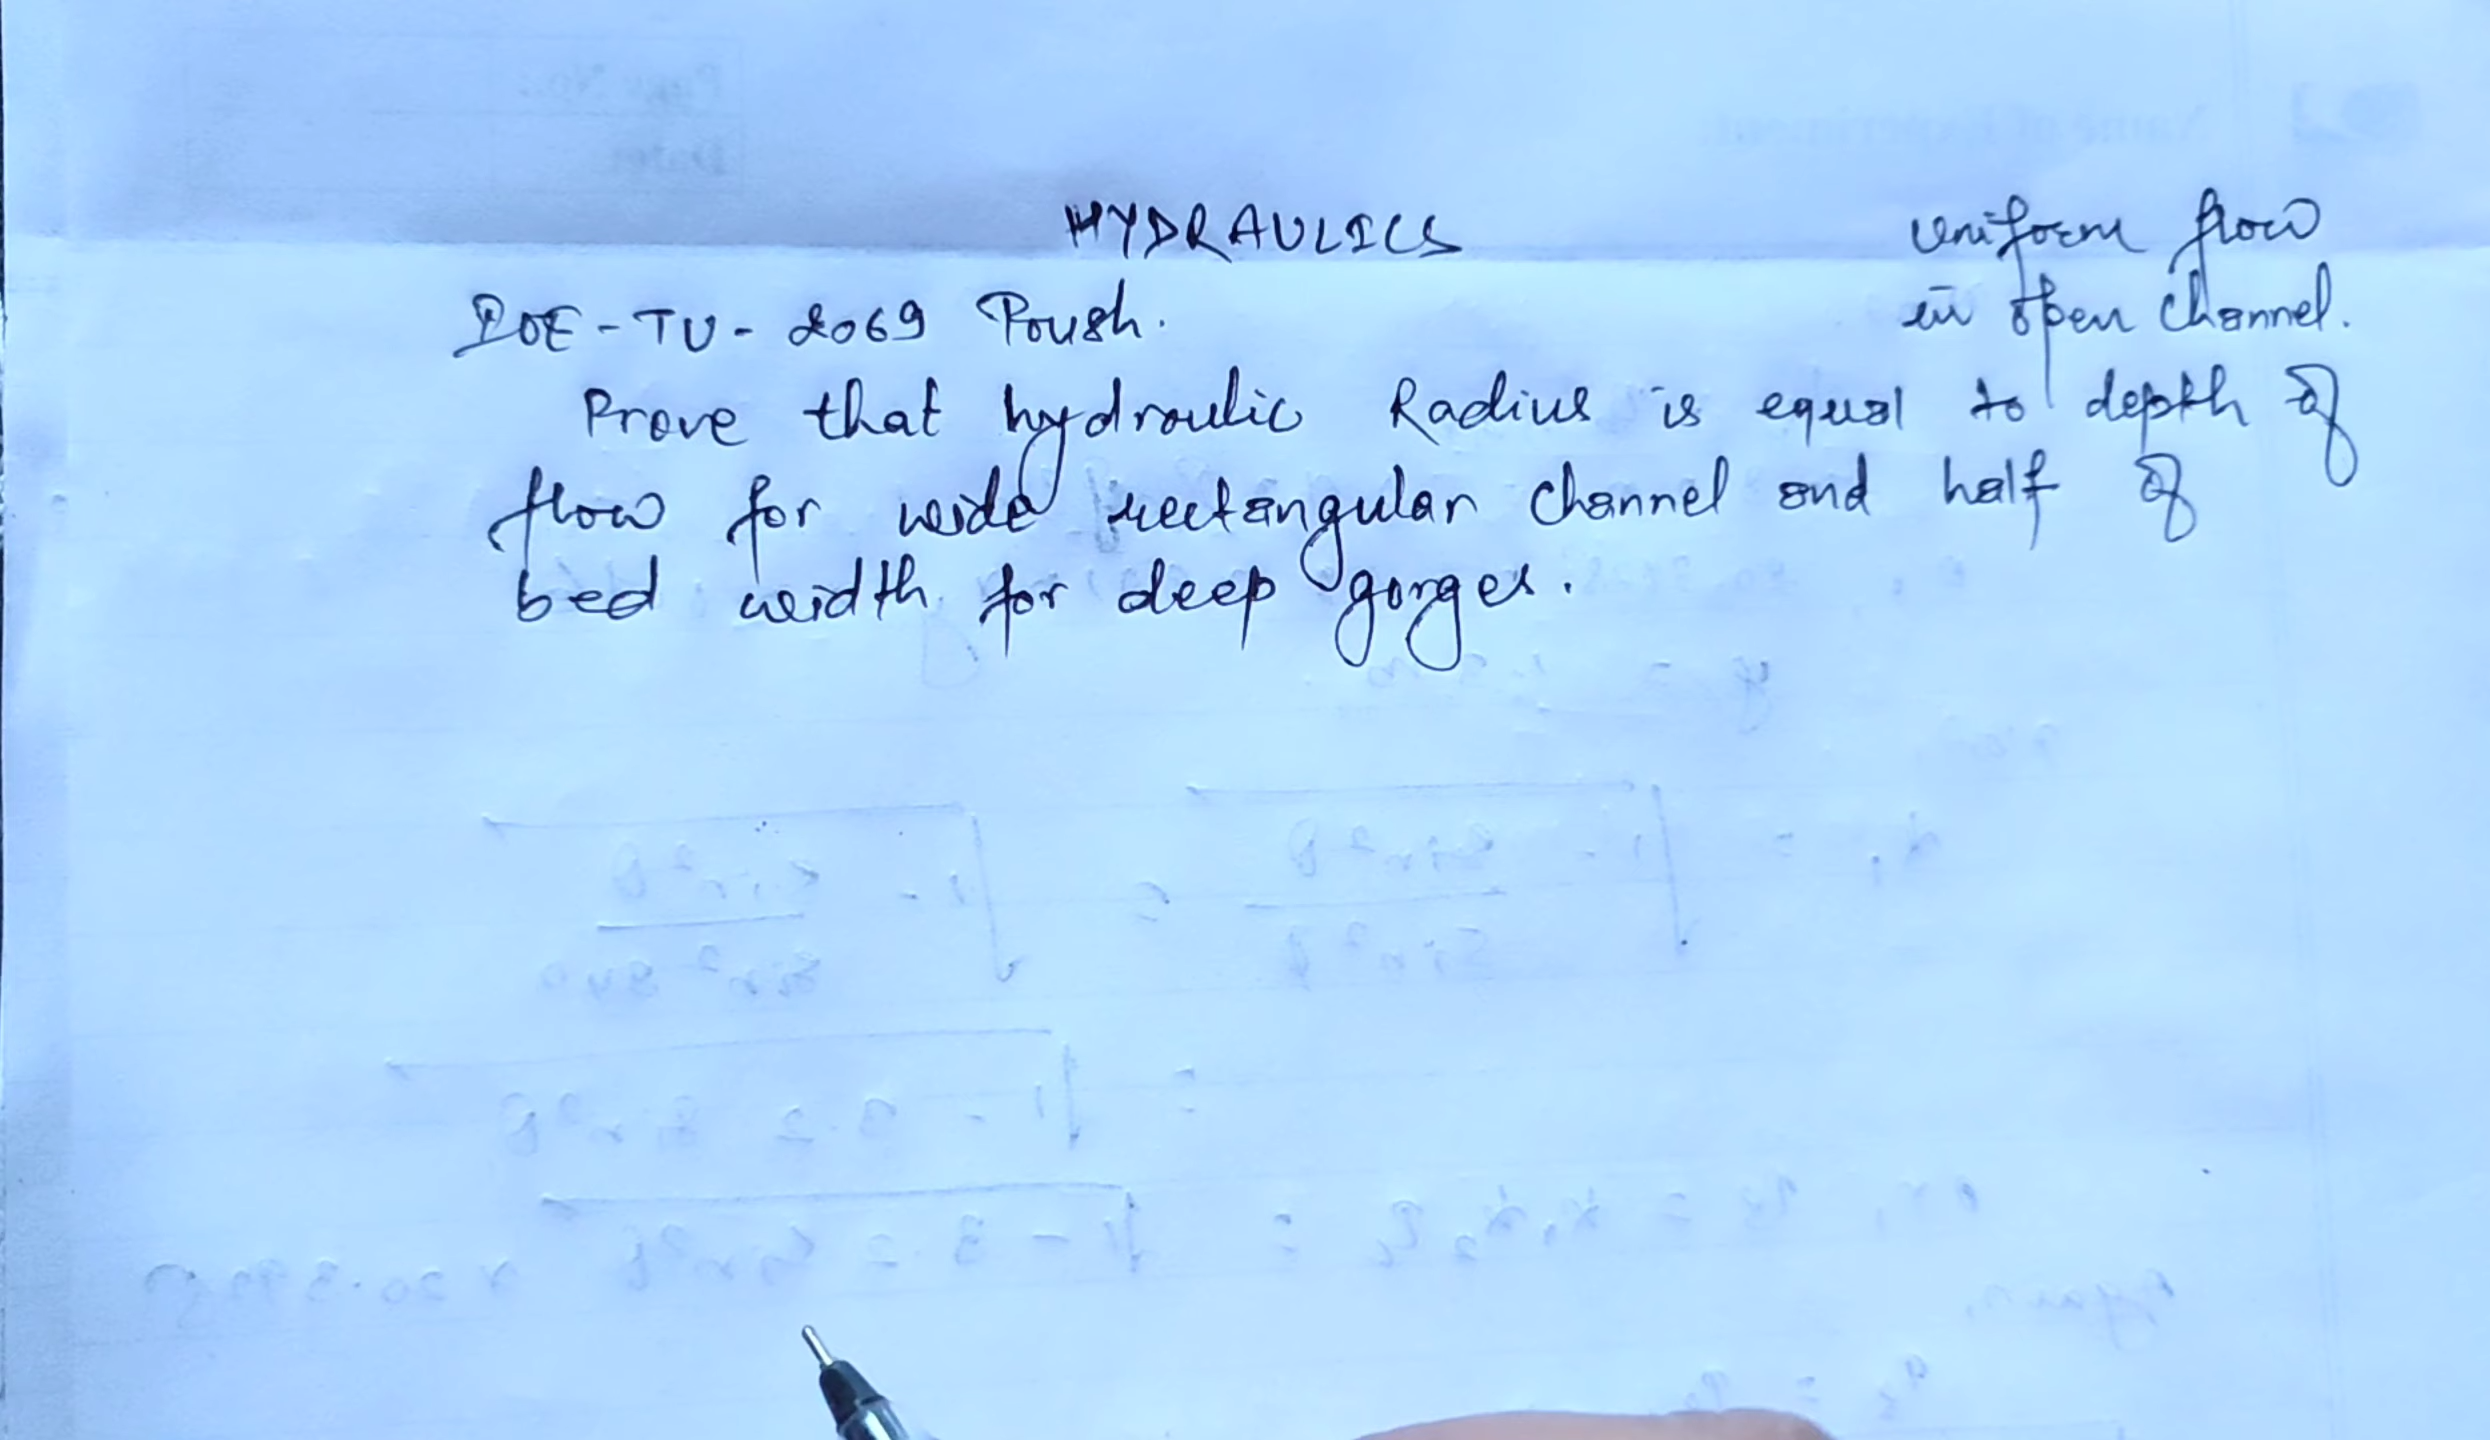 HYDRAULICS
uniform flow
in open channel.
IOE - TU - 2069 Poush.
Prove that hydraulic Radius is equal to depth of
flow for wide rectangular channel and half of
bed width for deep gorges.